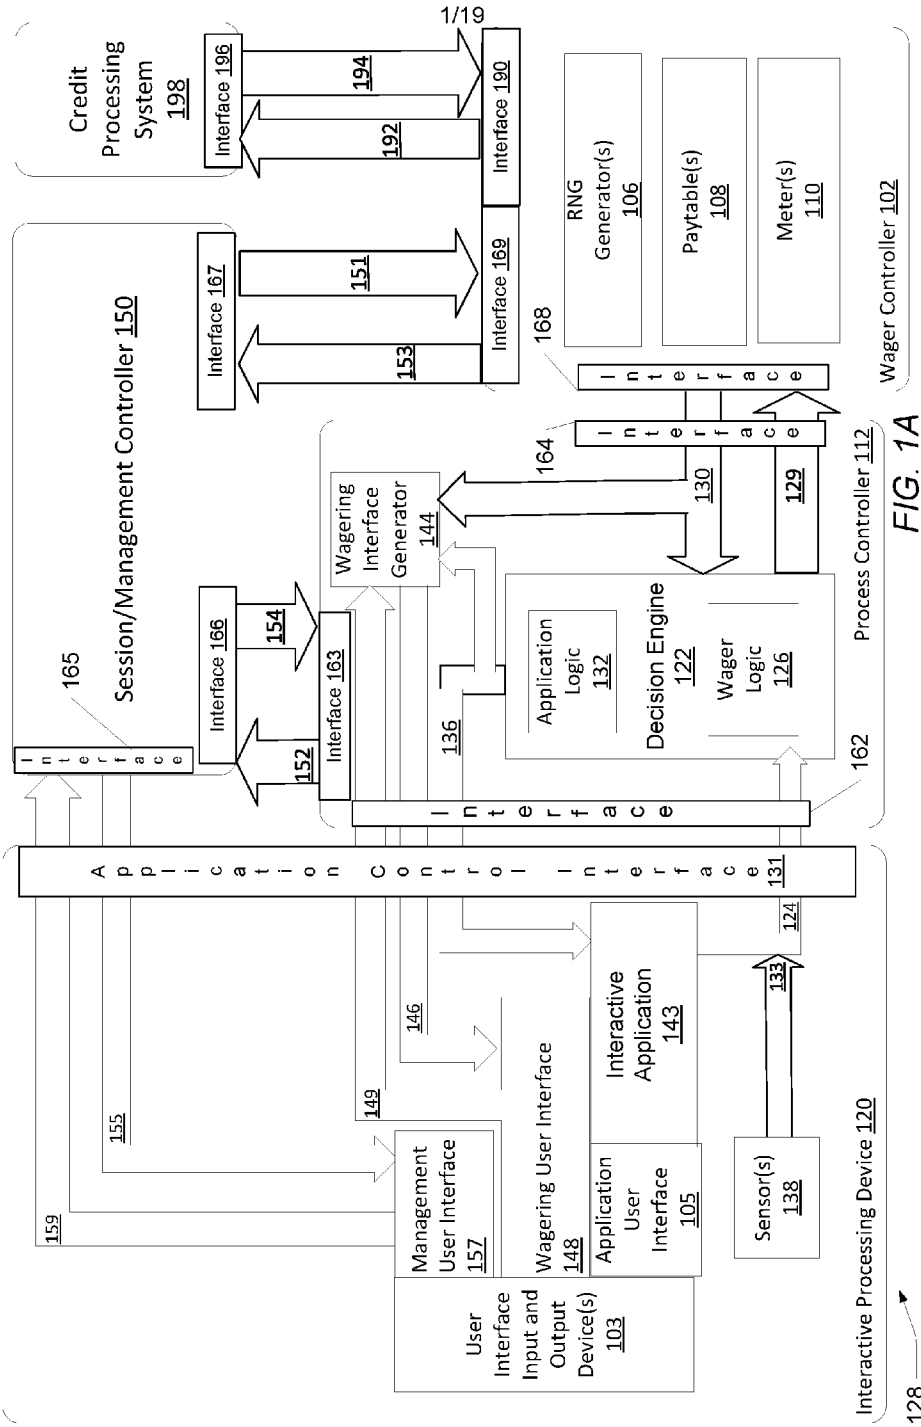 1/19
Credit
Processing
System
198
Interface 196
194
192
Interface 190
Session/Management Controller 150
Interface 167
151
153
Interface 169
RNG
Generator(s)
106
Paytable(s)
108
Meter(s)
110
Wager Controller 102
168
Interface
164
Interface
165
Interface
Interface 166
154
152
Interface 163
Wagering
Interface
Generator
144
130
129
136
Application
Logic
132
Decision Engine
122
Wager
Logic
126
Process Controller 112
162
Interface
Application Control Interface 131
159
155
149
146
124
133
Management
User Interface
157
Wagering User Interface
148
Interactive
Application
143
Application
User
Interface
105
User
Interface
Input and
Output
Device(s)
103
Sensor(s)
138
Interactive Processing Device 120
128
FIG. 1A